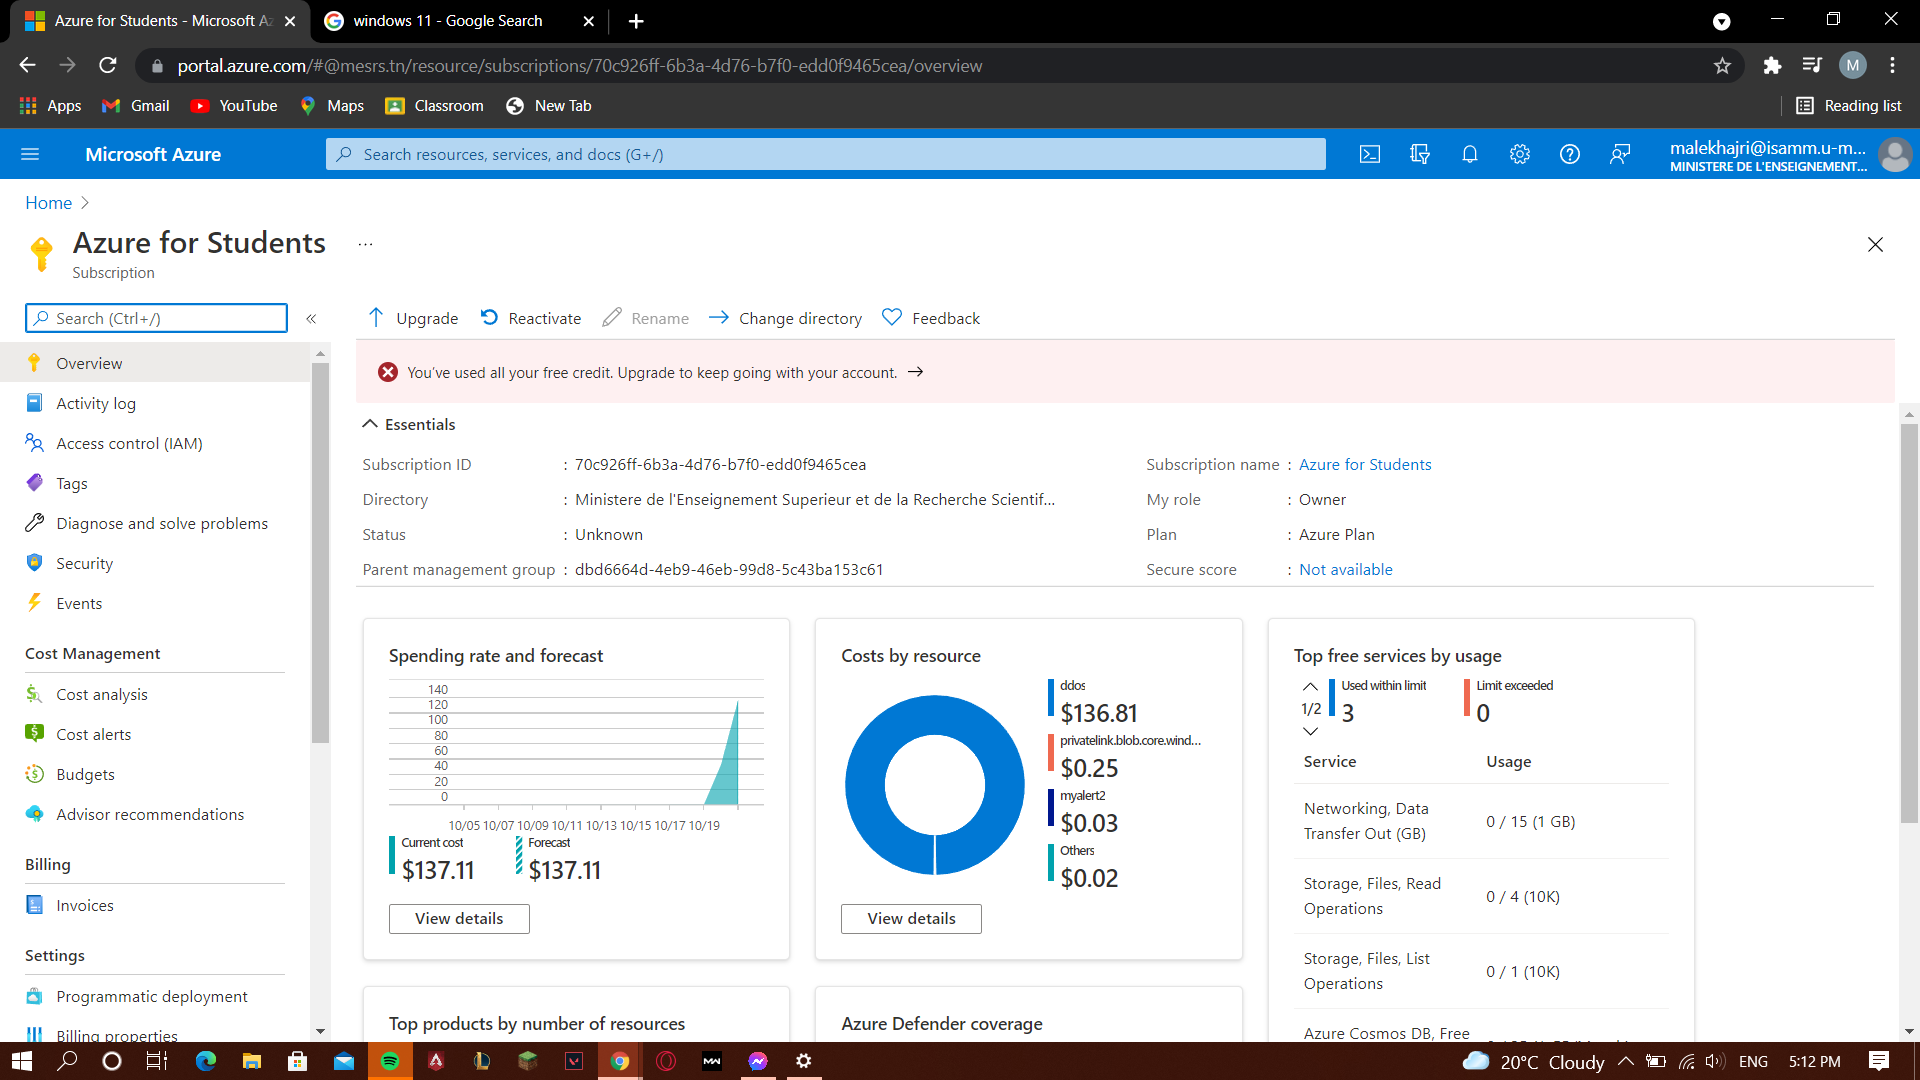 Azure for Students - Microsoft Az
windows 11 - Google Search
portal.azure.com/#@mesrs.tn/resource/subscriptions/70c926ff-6b3a-4d76-b7f0-edd0f9465cea/overview
M
Apps
Gmail
YouTube
Maps
Classroom
New Tab
Reading list
Microsoft Azure
Search resources, services, and docs (G+/)
malekhajri@isamm.u-m...
MINISTERE DE L'ENSEIGNEMENT...
Home
Azure for Students
...
Subscription
Search (Ctrl+/)
«
Upgrade
Reactivate
Rename
Change directory
Feedback
You've used all your free credit. Upgrade to keep going with your account.
Overview
Activity log
Access control (IAM)
Tags
Diagnose and solve problems
Security
Events
Cost Management
Cost analysis
Cost alerts
Budgets
Advisor recommendations
Billing
Invoices
Settings
Programmatic deployment
Billing properties
Essentials
Subscription ID : 70c926ff-6b3a-4d76-b7f0-edd0f9465cea
Directory : Ministere de l'Enseignement Superieur et de la Recherche Scientif...
Status : Unknown
Parent management group : dbd6664d-4eb9-46eb-99d8-5c43ba153c61
Subscription name : Azure for Students
My role : Owner
Plan : Azure Plan
Secure score : Not available
Spending rate and forecast
140
120
100
80
60
40
20
0
10/05 10/07 10/09 10/11 10/13 10/15 10/17 10/19
Current cost
$137.11
Forecast
$137.11
View details
Costs by resource
ddos
$136.81
privatelink.blob.core.wind...
$0.25
myalert2
$0.03
Others
$0.02
View details
Top free services by usage
1/2
Used within limit
3
Limit exceeded
0
Service Usage
Networking, Data
Transfer Out (GB)
0 / 15 (1 GB)
Storage, Files, Read
Operations
0 / 4 (10K)
Storage, Files, List
Operations
0 / 1 (10K)
Azure Cosmos DB, Free
Top products by number of resources
Azure Defender coverage
MW
20°C Cloudy
ENG
5:12 PM